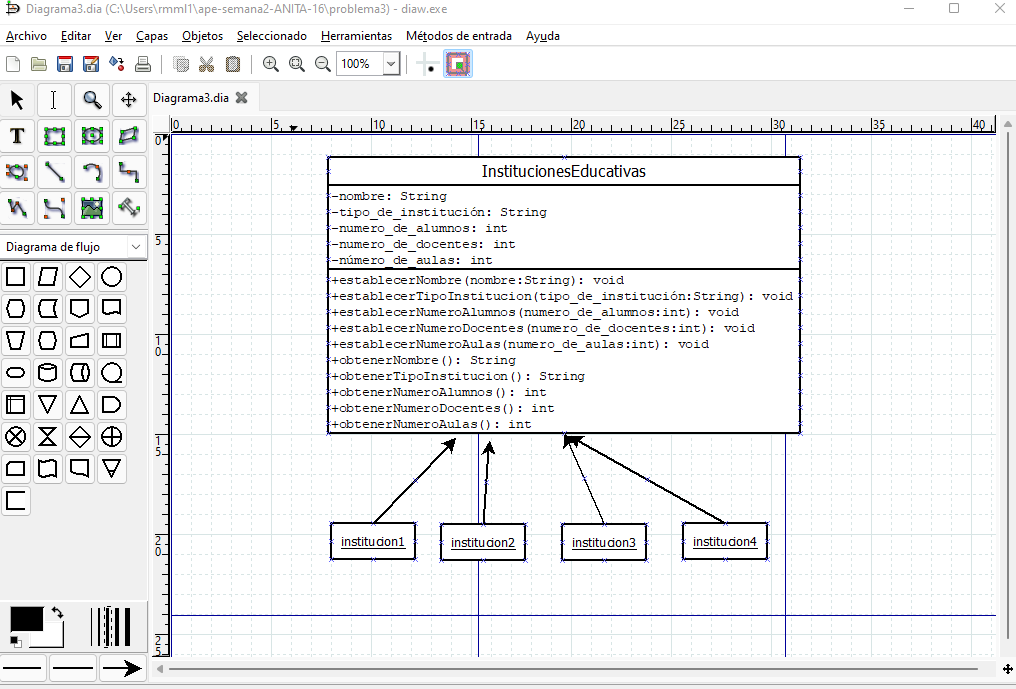 Diagrama3.dia (C:\Users\rmml1\ape-semana2-ANITA-16\problema3) - diaw.exe
Archivo Editar Ver Capas Objetos Seleccionado Herramientas Métodos de entrada Ayuda
100%
Diagrama3.dia
0 5 10 15 20 25 30 35 40
T
Diagrama de flujo
0
5
10
15
20
25
InstitucionesEducativas
-nombre: String
-tipo_de_institución: String
-numero_de_alumnos: int
-numero_de_docentes: int
-número_de_aulas: int
+establecerNombre(nombre:String): void
+establecerTipoInstitucion(tipo_de_institución:String): void
+establecerNumeroAlumnos(numero_de_alumnos:int): void
+establecerNumeroDocentes(numero_de_docentes:int): void
+establecerNumeroAulas(numero_de_aulas:int): void
+obtenerNombre(): String
+obtenerTipoInstitucion(): String
+obtenerNumeroAlumnos(): int
+obtenerNumeroDocentes(): int
+obtenerNumeroAulas(): int
institucion1 institucion2 institucion3 institucion4